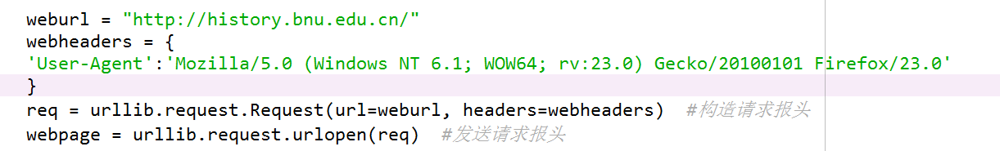 weburl = "http://history.bnu.edu.cn/"
webheaders = {
'User-Agent':'Mozilla/5.0 (Windows NT 6.1; WOW64; rv:23.0) Gecko/20100101 Firefox/23.0'
}
req = urllib.request.Request(url=weburl, headers=webheaders)  #构造请求报头
webpage = urllib.request.urlopen(req)  #发送请求报头